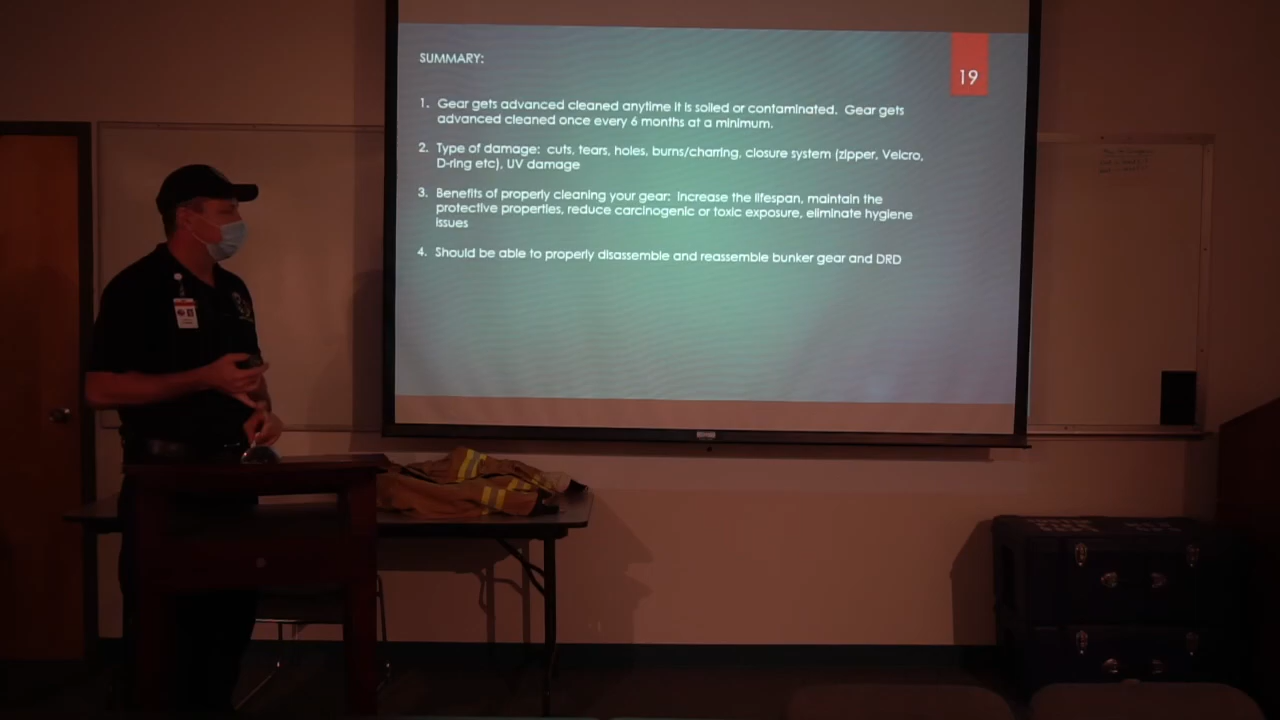 SUMMARY:
19
1. Gear gets advanced cleaned anytime it is soiled or contaminated. Gear gets
advanced cleaned once every 6 months at a minimum.
2. Type of damage: cuts, tears, holes, burns/charring, closure system (zipper, Velcro,
D-ring etc), UV damage
3. Benefits of properly cleaning your gear: Increase the lifespan, maintain the
protective properties, reduce carcinogenic or toxic exposure, eliminate hygiene
issues
4. Should be able to properly disassemble and reassemble bunker gear and DRD